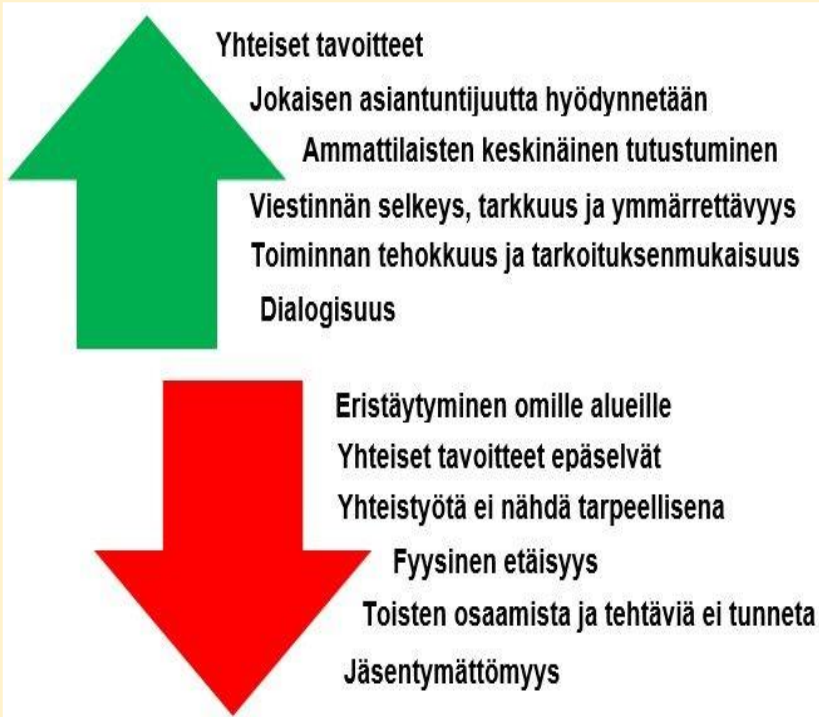 Yhteiset tavoitteet
Jokaisen asiantuntijuutta hyödynnetään
Ammattilaisten keskinäinen tutustuminen
Viestinnän selkeys, tarkkuus ja ymmärrettävyys
Toiminnan tehokkuus ja tarkoituksenmukaisuus
Dialogisuus
Eristäytyminen omille alueille
Yhteiset tavoitteet epäselvät
Yhteistyötä ei nähdä tarpeellisena
Fyysinen etäisyys
Toisten osaamista ja tehtäviä ei tunneta
Jäsentymättömyys